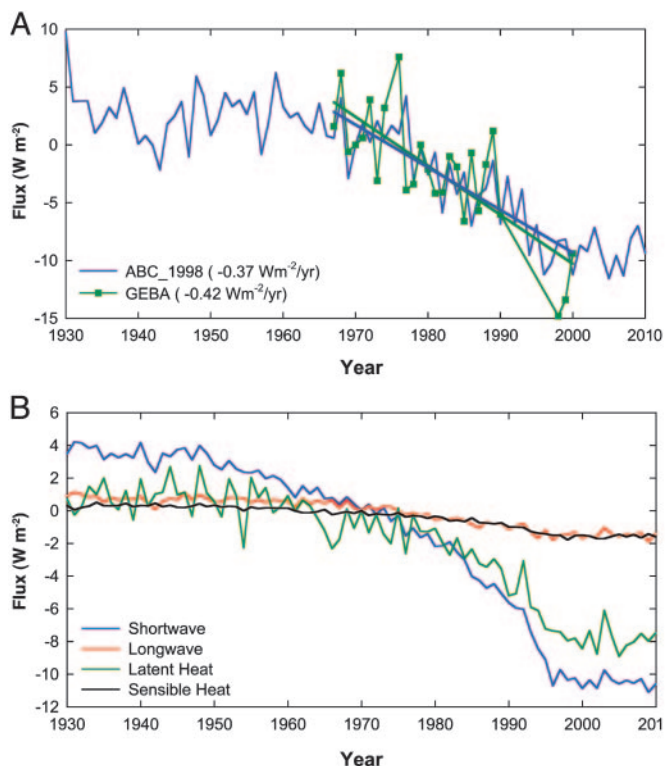 A
10
5
0
-5
-10
-15
Flux (W m-2)
ABC_1998 ( -0.37 Wm-2/yr)
GEBA ( -0.42 Wm-2/yr)
1930 1940 1950 1960 1970 1980 1990 2000 2010
Year
B
6
4
2
0
-2
-4
-6
-8
-10
-12
Flux (W m-2)
Shortwave
Longwave
Latent Heat
Sensible Heat
1930 1940 1950 1960 1970 1980 1990 2000 201
Year